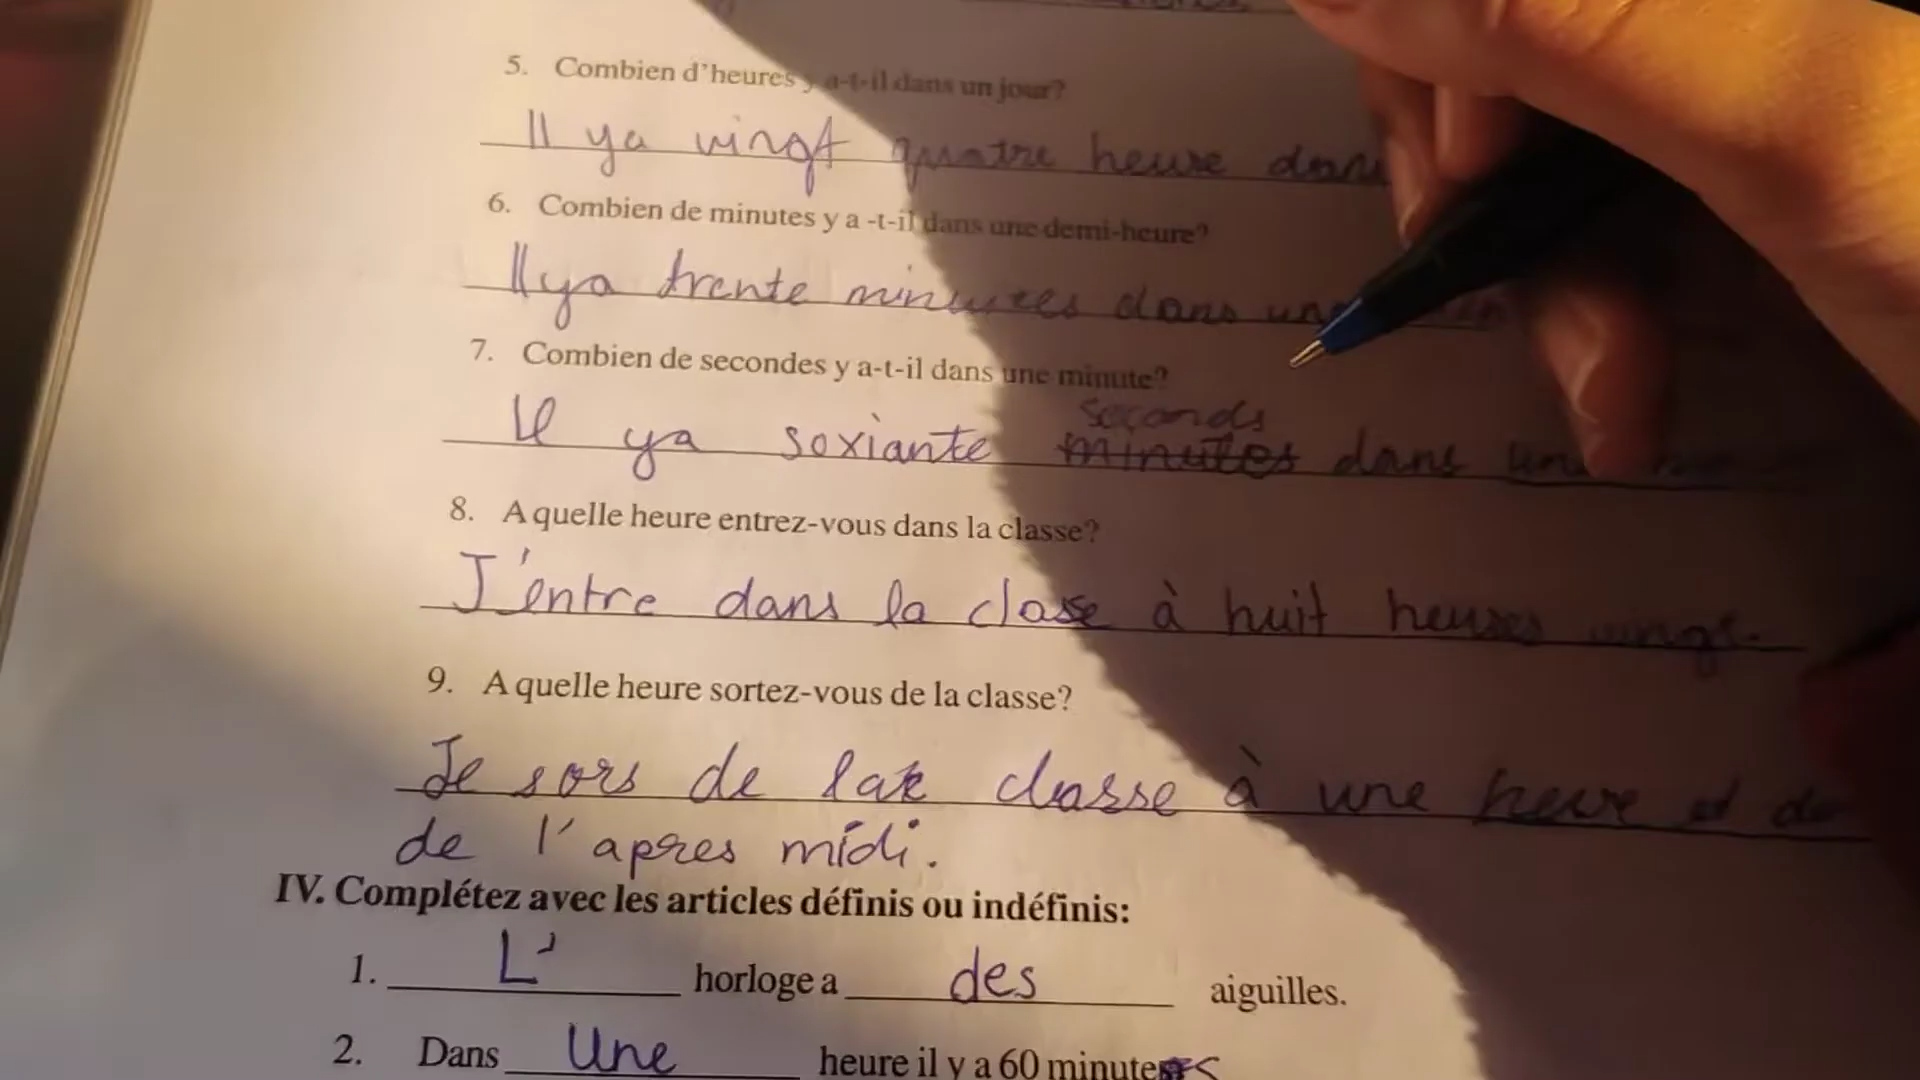 5. Combien d'heures y a-t-il dans un jour?
Il ya vingt quatre heure dans
6. Combien de minutes y a -t-il dans une demi-heure?
Il ya trente minutes dans une
7. Combien de secondes y a-t-il dans une minute?
seconds
Il ya soxiante minutes dans une
8. A quelle heure entrez-vous dans la classe?
J'entre dans la classe à huit heures vingt.
9. A quelle heure sortez-vous de la classe?
Je sors de la classe à une heure et de
de l'apres midi.
IV. Complétez avec les articles définis ou indéfinis:
1. L' horloge a des aiguilles.
2. Dans Une heure il y a 60 minutes